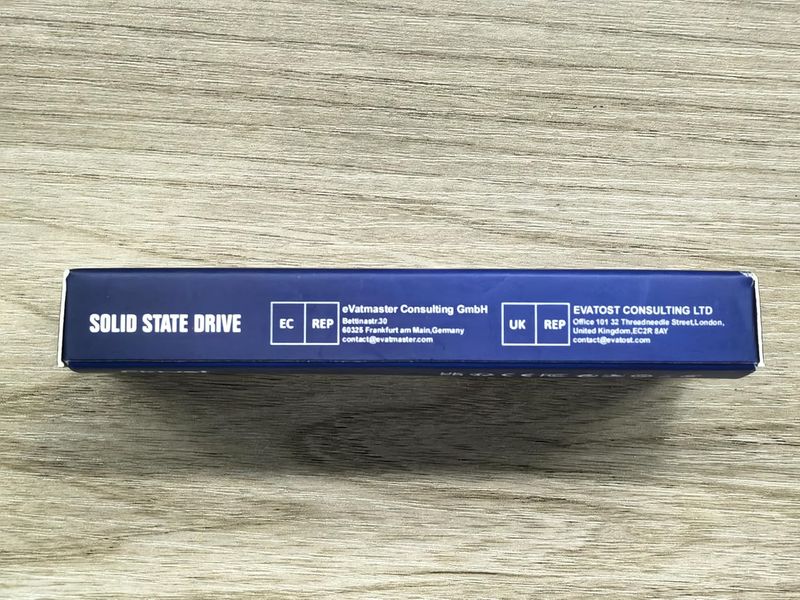 SOLID STATE DRIVE
EC REP
eVatmaster Consulting GmbH
Bettinastr.30
60325 Frankfurt am Main,Germany
contact@evatmaster.com
UK REP
EVATOST CONSULTING LTD
Office 101 32 Threadneedle Street,London,
United Kingdom,EC2R 8AY
contact@evatost.com